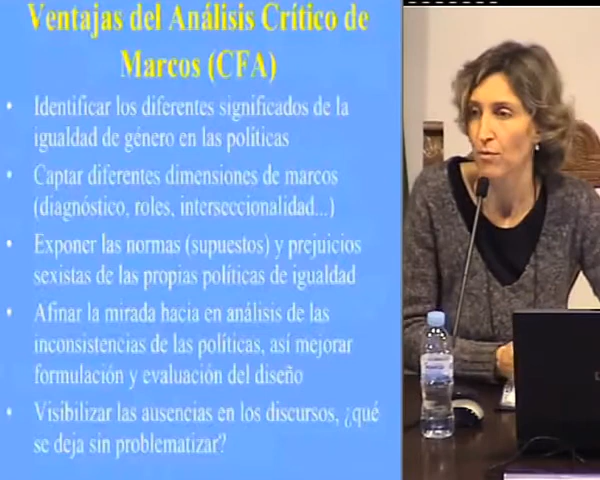 Ventajas del Análisis Crítico de
Marcos (CFA)
• Identificar los diferentes significados de la
igualdad de género en las políticas
• Captar diferentes dimensiones de marcos
(diagnóstico, roles, interseccionalidad...)
• Exponer las normas (supuestos) y prejuicios
sexistas de las propias políticas de igualdad
• Afinar la mirada hacia en análisis de las
inconsistencias de las políticas, así mejorar
formulación y evaluación del diseño
• Visibilizar las ausencias en los discursos, ¿qué
se deja sin problematizar?